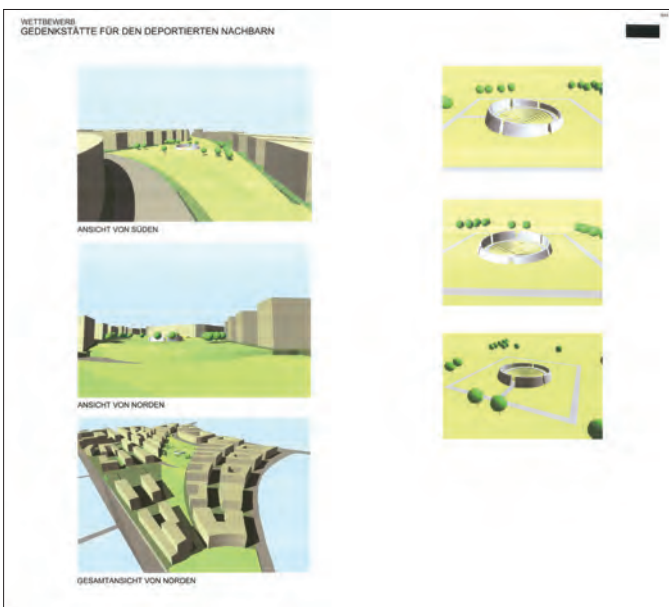 WETTBEWERB
GEDENKSTÄTTE FÜR DEN DEPORTIERTEN NACHBARN
ANSICHT VON SÜDEN
ANSICHT VON NORDEN
GESAMTANSICHT VON NORDEN